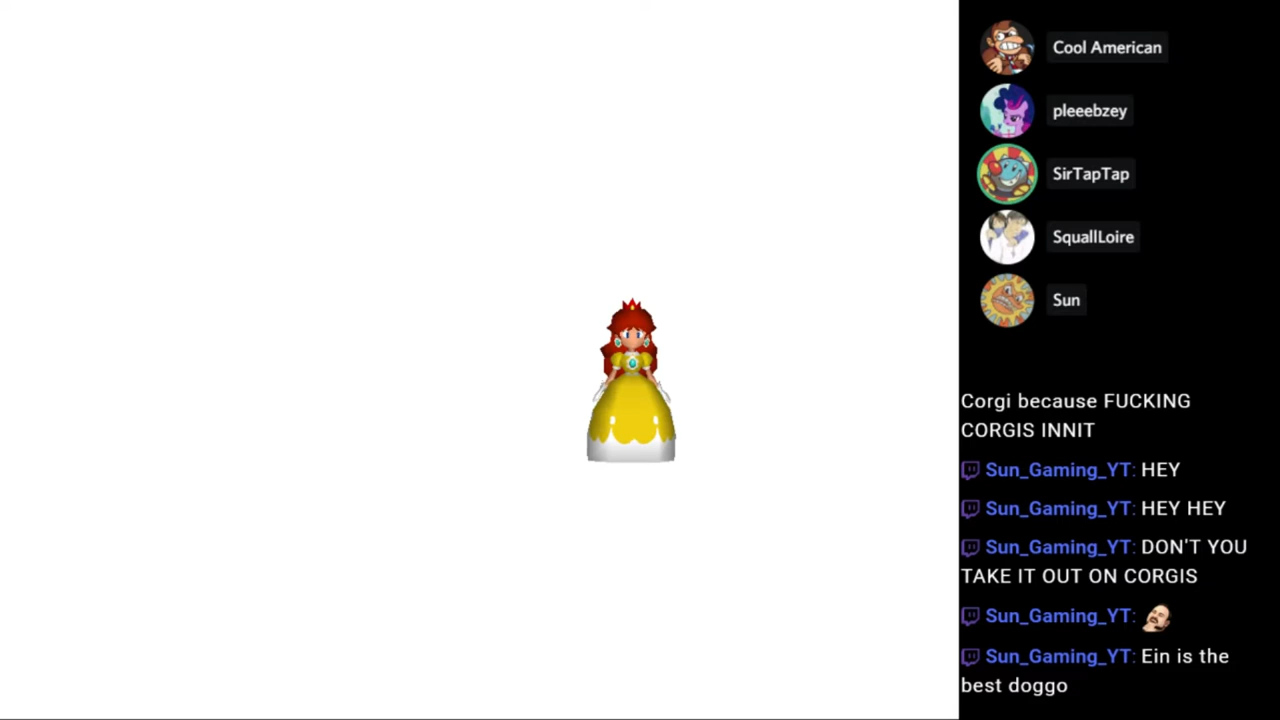 Cool American
pleeebzey
SirTapTap
SquallLoire
Sun
Corgi because FUCKING
CORGIS INNIT
Sun_Gaming_YT: HEY
Sun_Gaming_YT: HEY HEY
Sun_Gaming_YT: DON'T YOU
TAKE IT OUT ON CORGIS
Sun_Gaming_YT:
Sun_Gaming_YT: Ein is the
best doggo